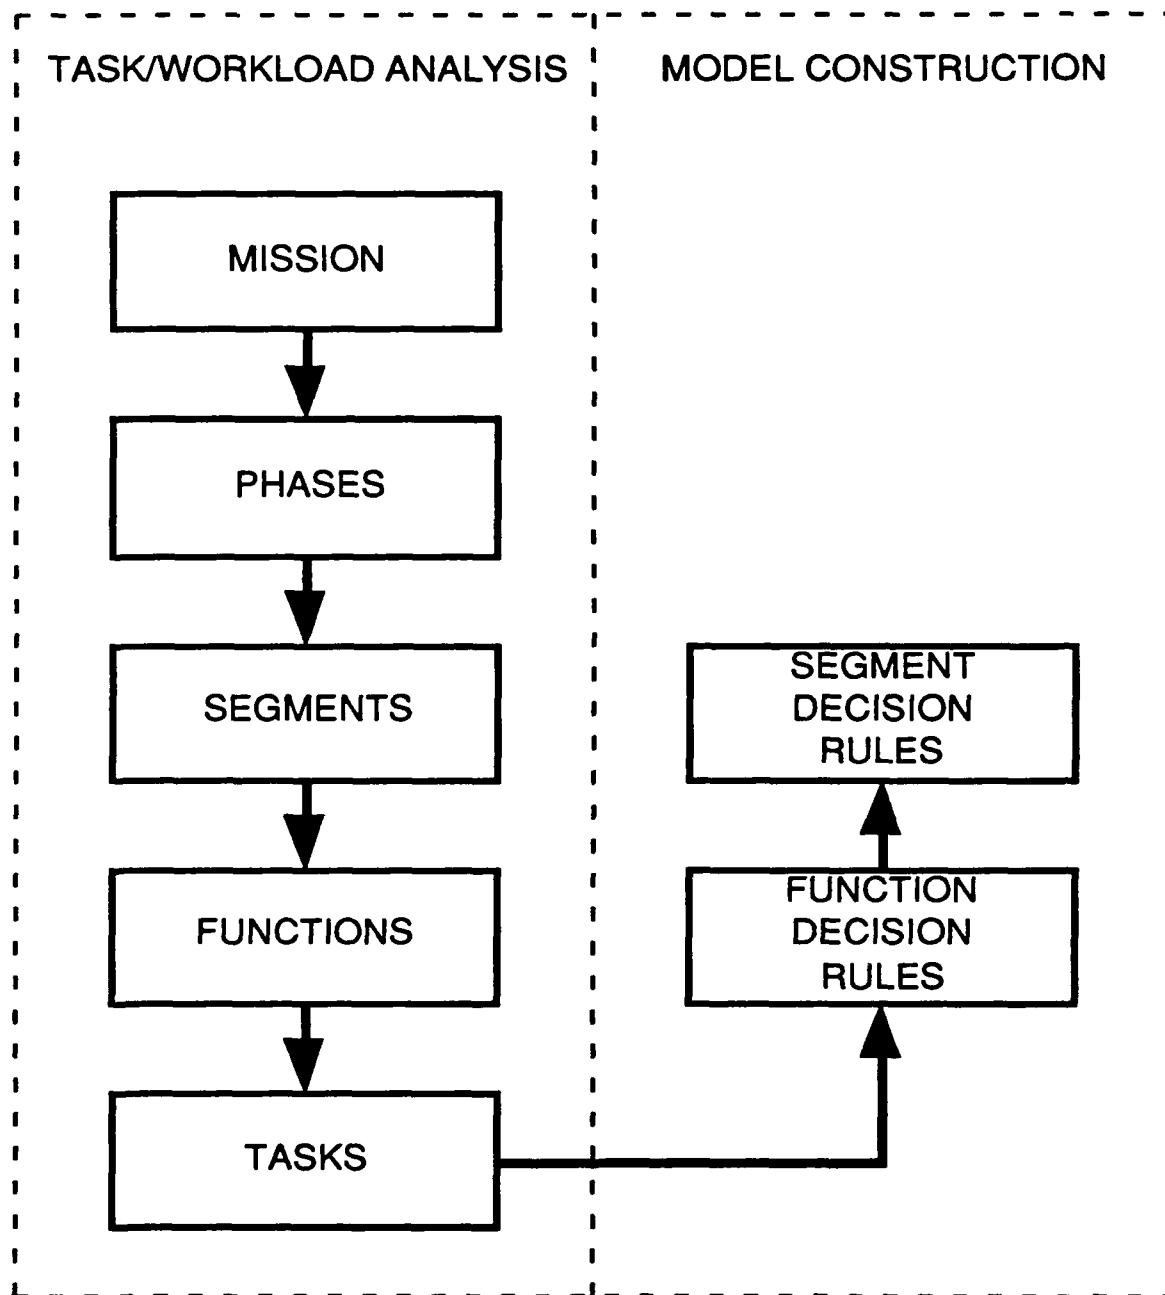 TASK/WORKLOAD ANALYSIS
MODEL CONSTRUCTION
MISSION
PHASES
SEGMENTS
FUNCTIONS
TASKS
SEGMENT
DECISION
RULES
FUNCTION
DECISION
RULES